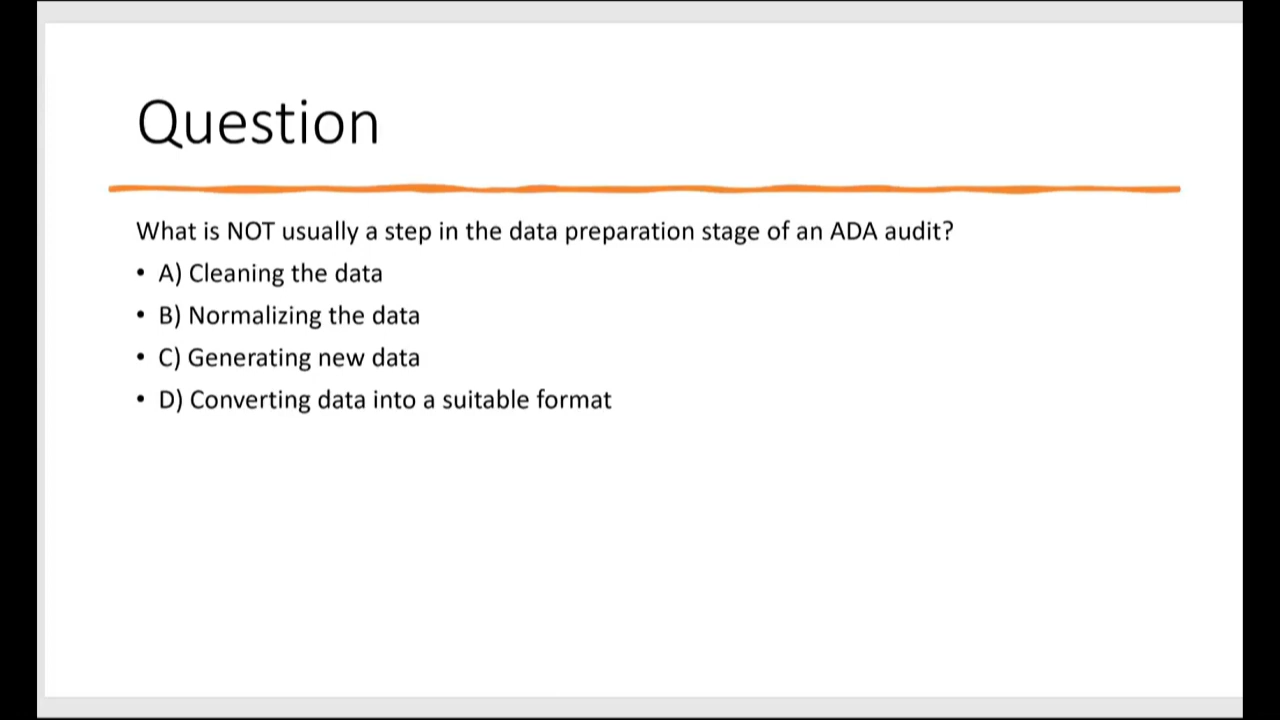 Question
What is NOT usually a step in the data preparation stage of an ADA audit?
• A) Cleaning the data
• B) Normalizing the data
• C) Generating new data
• D) Converting data into a suitable format